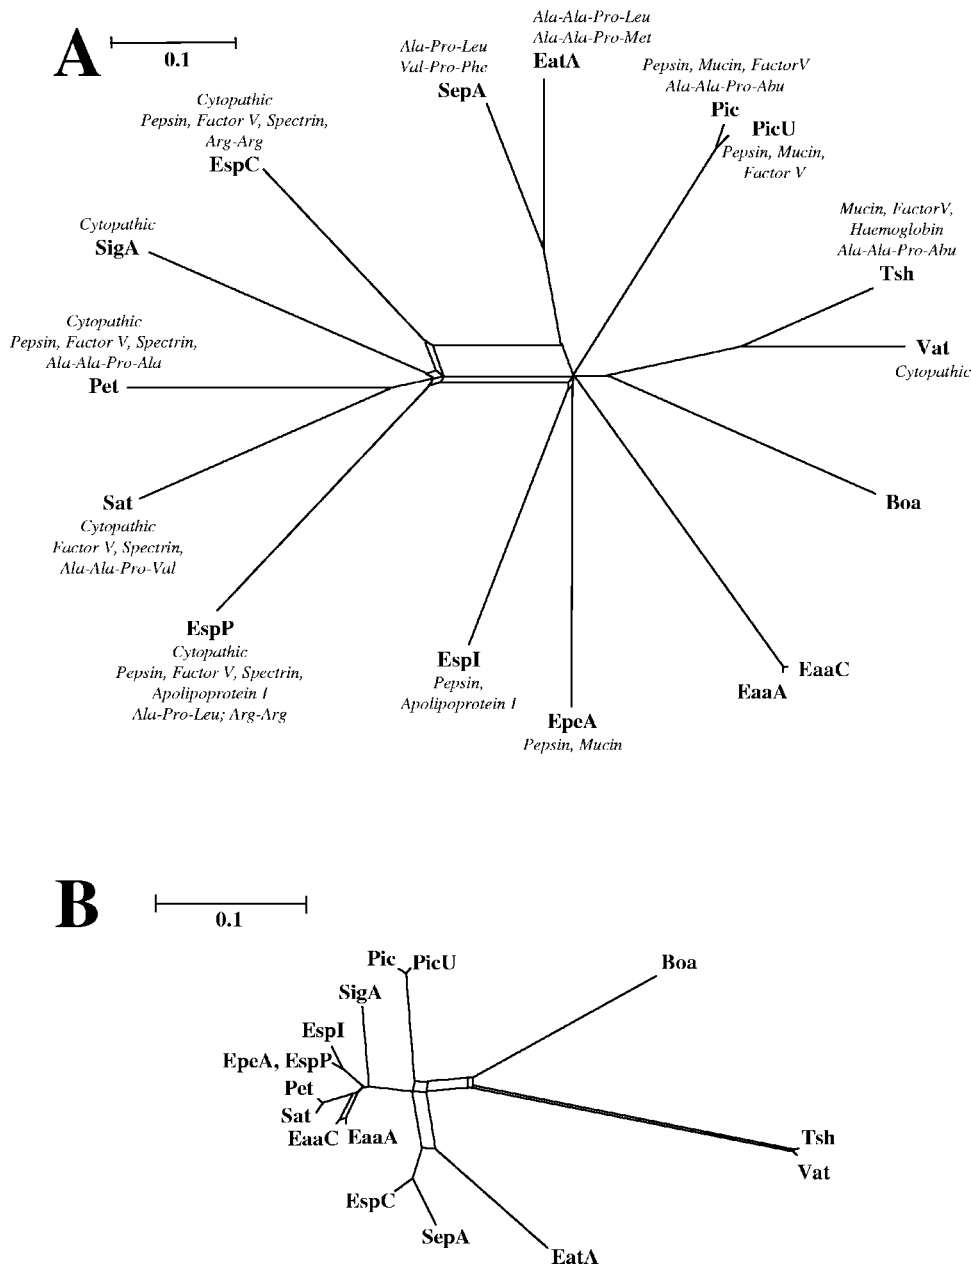 A
0.1
Ala-Ala-Pro-Leu
Ala-Ala-Pro-Met
EatA
Ala-Pro-Leu
Val-Pro-Phe
SepA
Pepsin, Mucin, FactorV
Ala-Ala-Pro-Abu
Pic
PicU
Pepsin, Mucin,
Factor V
Cytopathic
Pepsin, Factor V, Spectrin,
Arg-Arg
EspC
Mucin, FactorV,
Haemoglobin
Ala-Ala-Pro-Abu
Tsh
Cytopathic
SigA
Cytopathic
Pepsin, Factor V, Spectrin,
Ala-Ala-Pro-Ala
Pet
Vat
Cytopathic
Sat
Cytopathic
Factor V, Spectrin,
Ala-Ala-Pro-Val
Boa
EspP
Cytopathic
Pepsin, Factor V, Spectrin,
Apolipoprotein I
Ala-Pro-Leu; Arg-Arg
EspI
Pepsin,
Apolipoprotein I
EpeA
Pepsin, Mucin
EaaC
EaaA
B
0.1
Pic
PicU
Boa
SigA
EspI
EpeA, EspP
Pet
Sat
EaaC
EaaA
Tsh
Vat
EspC
SepA
EatA